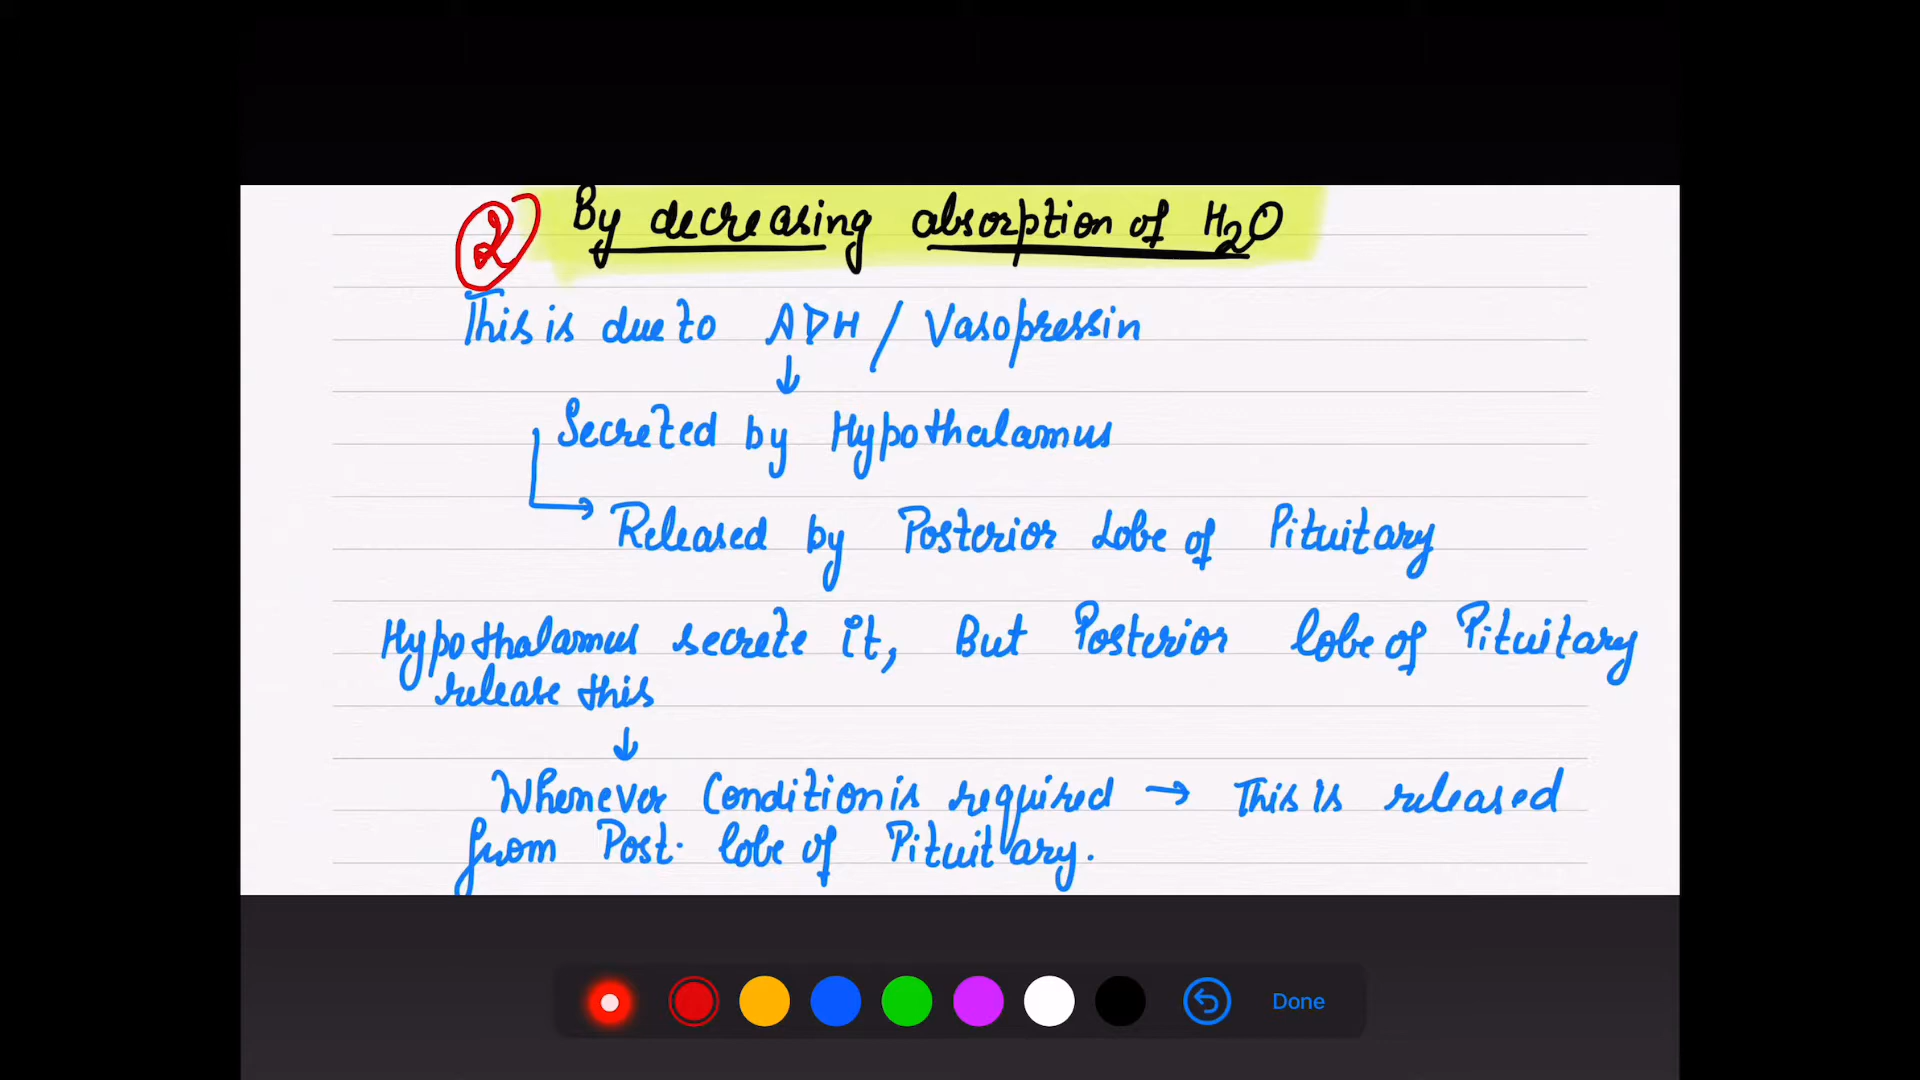 2 By decreasing absorption of H2O
This is due to ADH / Vasopressin
↓
Secreted by Hypothalamus
→ Released by Posterior Lobe of Pituitary
Hypothalamus secrete it, But Posterior lobe of Pituitary
release this
↓
Whenever Condition is required → This is released
from Post. lobe of Pituitary.
Done